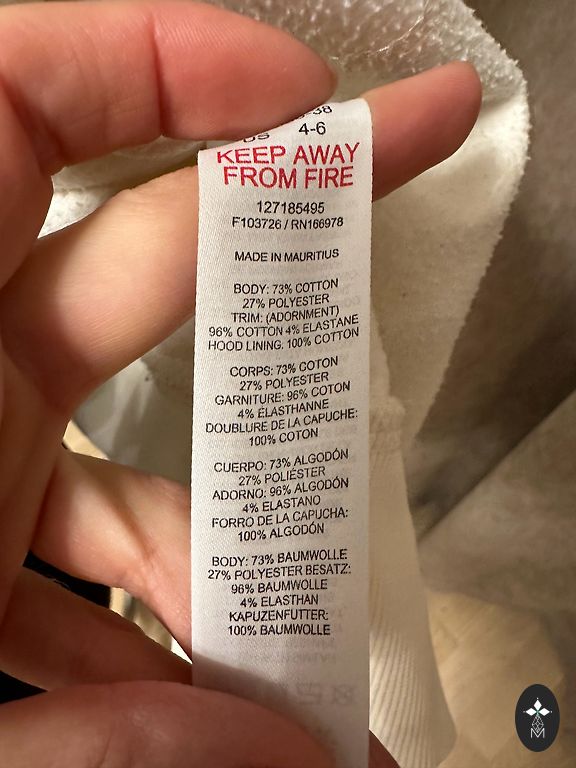 4-6
KEEP AWAY
FROM FIRE
127185495
F103726 / RN166978
MADE IN MAURITIUS
BODY: 73% COTTON
27% POLYESTER
TRIM: (ADORNMENT)
96% COTTON 4% ELASTANE
HOOD LINING: 100% COTTON
CORPS: 73% COTON
27% POLYESTER
GARNITURE: 96% COTON
4% ÉLASTHANNE
DOUBLURE DE LA CAPUCHE:
100% COTON
CUERPO: 73% ALGODÓN
27% POLIÉSTER
ADORNO: 96% ALGODÓN
4% ELASTANO
FORRO DE LA CAPUCHA:
100% ALGODÓN
BODY: 73% BAUMWOLLE
27% POLYESTER BESATZ:
96% BAUMWOLLE
4% ELASTHAN
KAPUZENFUTTER:
100% BAUMWOLLE
M